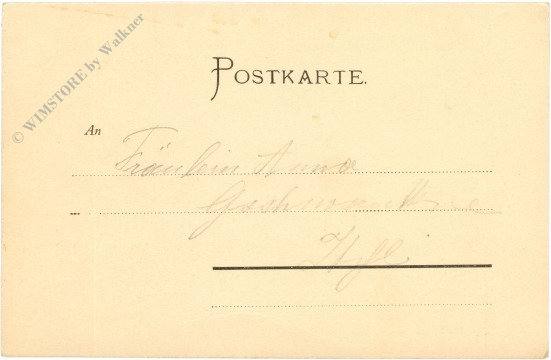 © WIMSTORE by Walkner
POSTKARTE.
An
Fräulein Anna